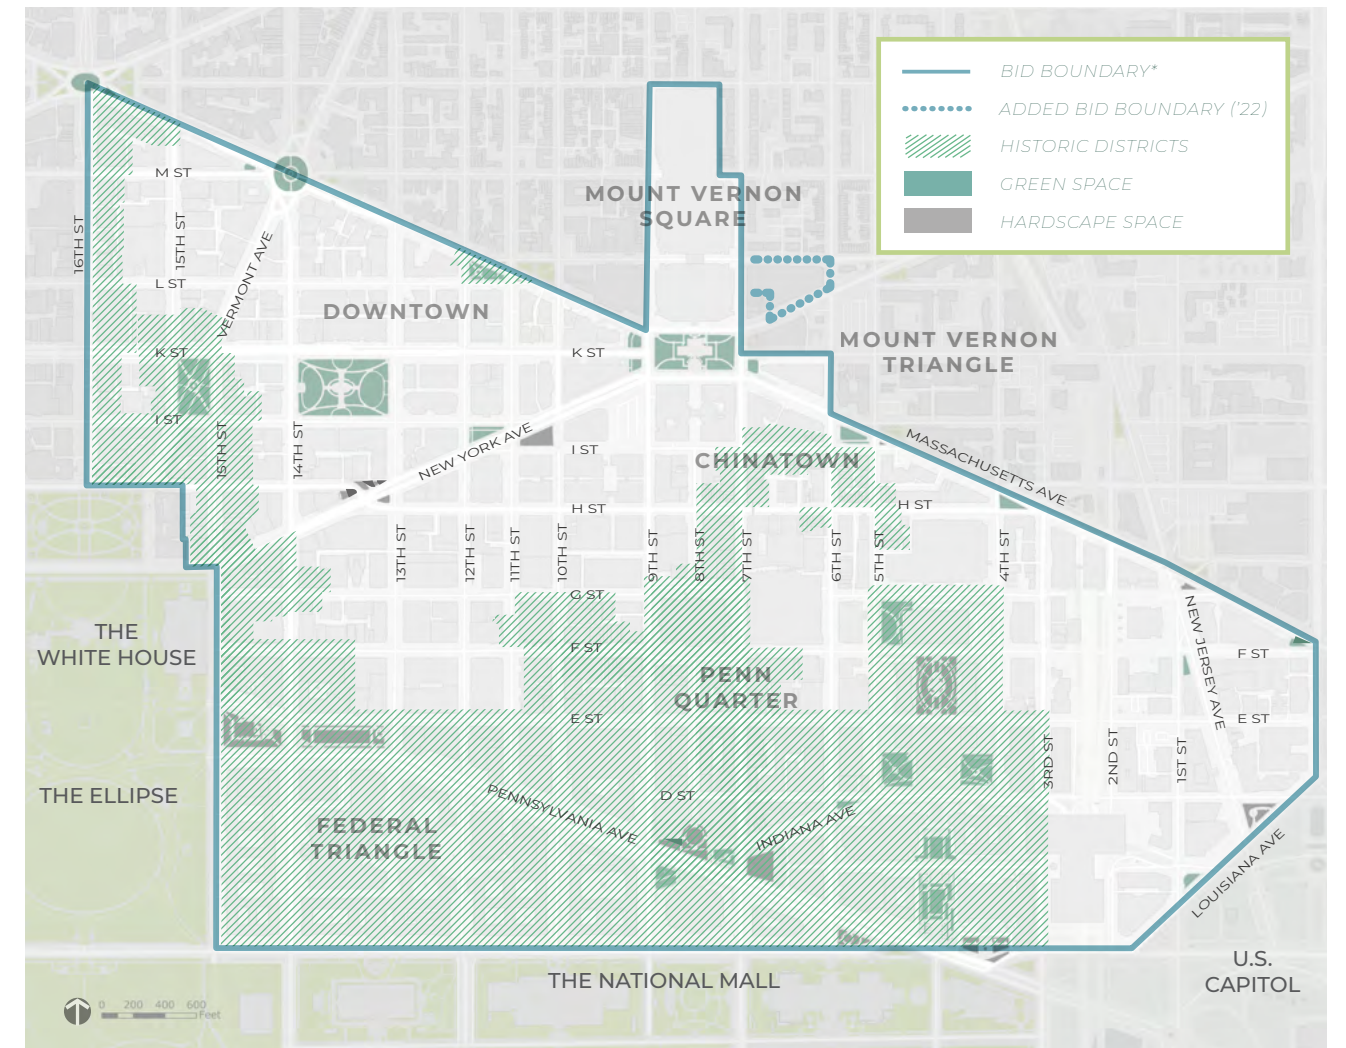 BID BOUNDARY*
ADDED BID BOUNDARY ('22)
HISTORIC DISTRICTS
GREEN SPACE
HARDSCAPE SPACE
M ST
MOUNT VERNON
SQUARE
16TH ST
15TH ST
VERMONT AVE
L ST
DOWNTOWN
MOUNT VERNON
TRIANGLE
K ST
K ST
I ST
15TH ST
14TH ST
NEW YORK AVE
I ST
CHINATOWN
MASSACHUSETTS AVE
H ST
H ST
13TH ST
12TH ST
11TH ST
10TH ST
9TH ST
8TH ST
7TH ST
6TH ST
5TH ST
4TH ST
G ST
NEW JERSEY AVE
THE
WHITE HOUSE
F ST
F ST
PENN
QUARTER
E ST
E ST
3RD ST
2ND ST
1ST ST
THE ELLIPSE
PENNSYLVANIA AVE
D ST
INDIANA AVE
FEDERAL
TRIANGLE
LOUISIANA AVE
THE NATIONAL MALL
U.S.
CAPITOL
0 200 400 600
Feet